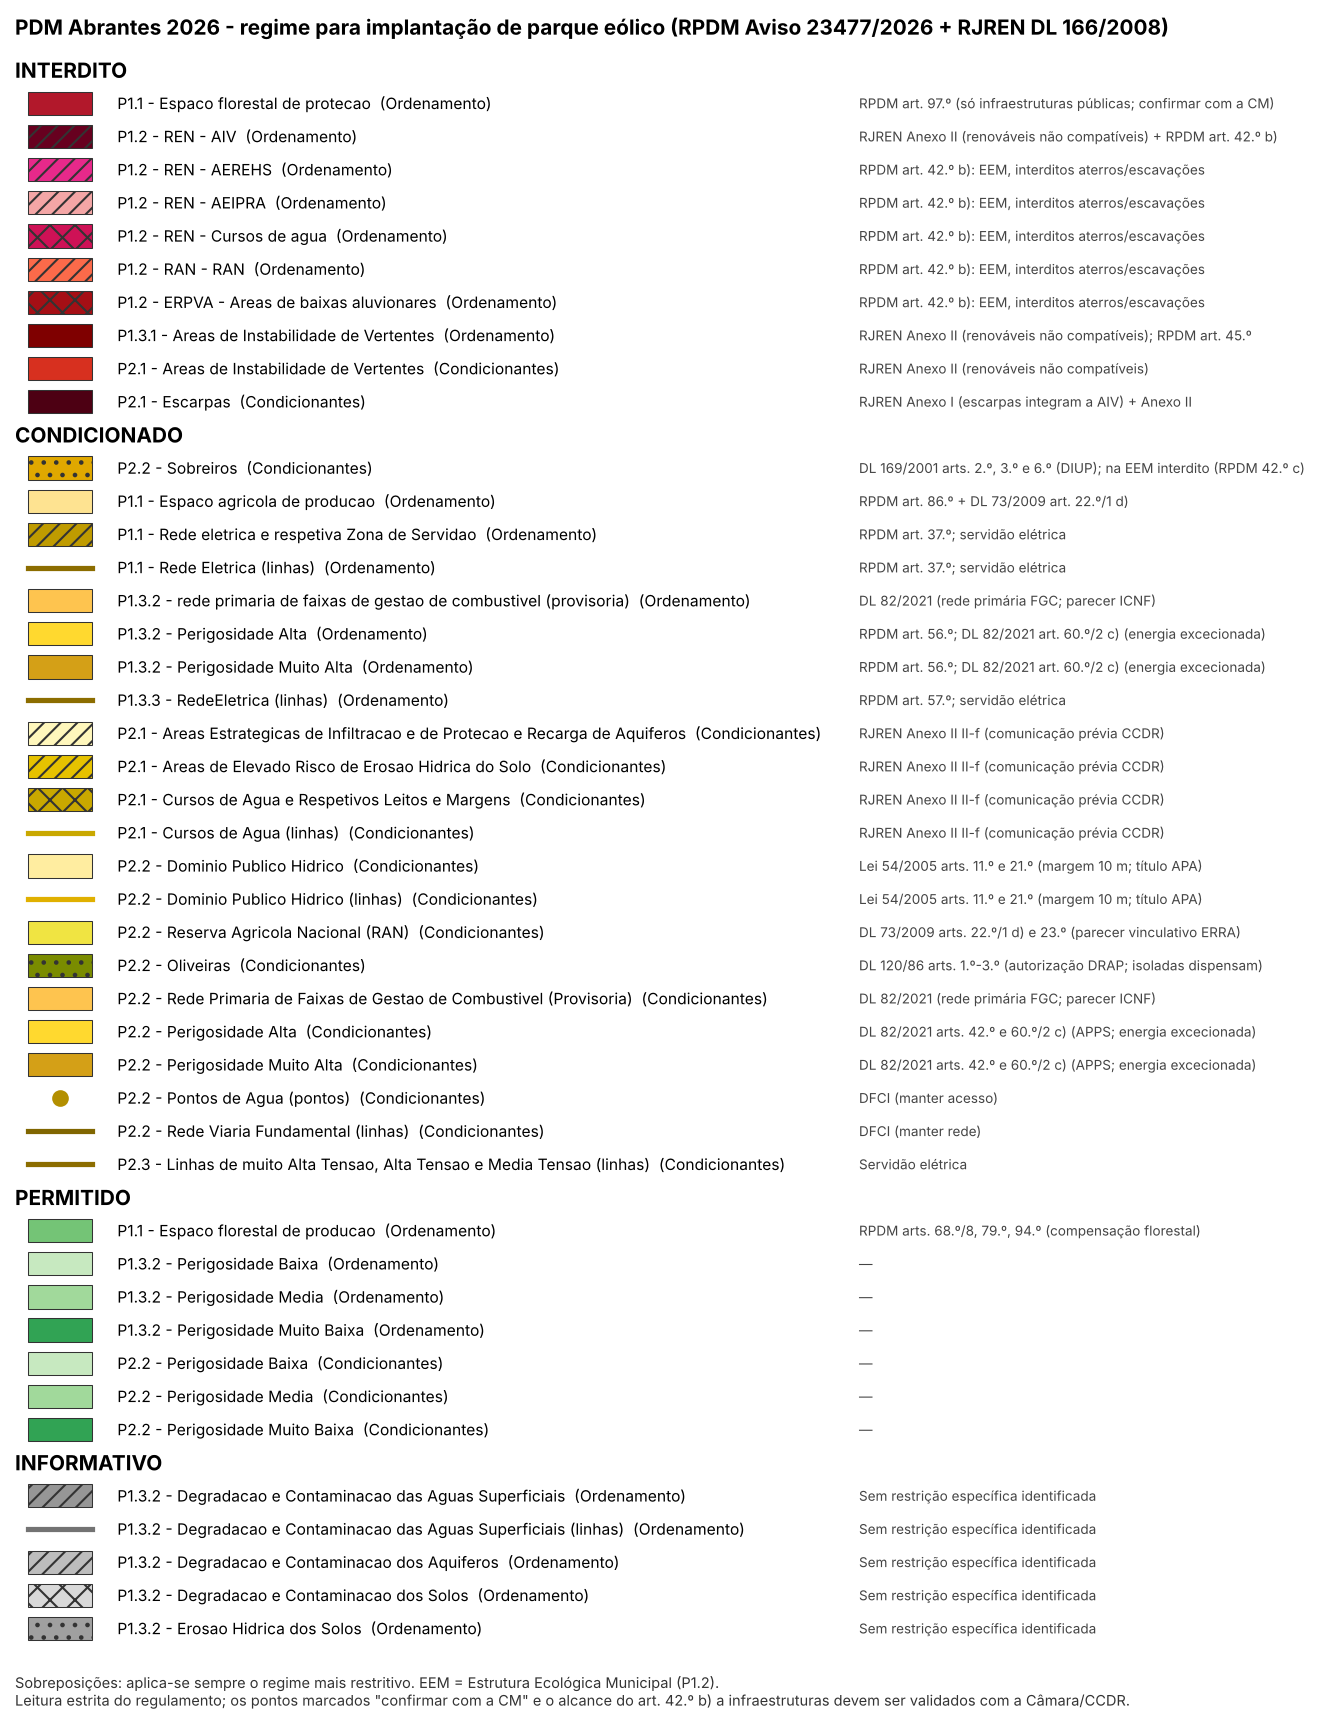 PDM Abrantes 2026 - regime para implantação de parque eólico (RPDM Aviso 23477/2026 + RJREN DL 166/2008)
INTERDITO
P1.1 - Espaco florestal de protecao (Ordenamento) RPDM art. 97.º (só infraestruturas públicas; confirmar com a CM)
P1.2 - REN - AIV (Ordenamento) RJREN Anexo II (renováveis não compatíveis) + RPDM art. 42.º b)
P1.2 - REN - AEREHS (Ordenamento) RPDM art. 42.º b): EEM, interditos aterros/escavações
P1.2 - REN - AEIPRA (Ordenamento) RPDM art. 42.º b): EEM, interditos aterros/escavações
P1.2 - REN - Cursos de agua (Ordenamento) RPDM art. 42.º b): EEM, interditos aterros/escavações
P1.2 - RAN - RAN (Ordenamento) RPDM art. 42.º b): EEM, interditos aterros/escavações
P1.2 - ERPVA - Areas de baixas aluvionares (Ordenamento) RPDM art. 42.º b): EEM, interditos aterros/escavações
P1.3.1 - Areas de Instabilidade de Vertentes (Ordenamento) RJREN Anexo II (renováveis não compatíveis); RPDM art. 45.º
P2.1 - Areas de Instabilidade de Vertentes (Condicionantes) RJREN Anexo II (renováveis não compatíveis)
P2.1 - Escarpas (Condicionantes) RJREN Anexo I (escarpas integram a AIV) + Anexo II
CONDICIONADO
P2.2 - Sobreiros (Condicionantes) DL 169/2001 arts. 2.º, 3.º e 6.º (DIUP); na EEM interdito (RPDM 42.º c)
P1.1 - Espaco agricola de producao (Ordenamento) RPDM art. 86.º + DL 73/2009 art. 22.º/1 d)
P1.1 - Rede eletrica e respetiva Zona de Servidao (Ordenamento) RPDM art. 37.º; servidão elétrica
P1.1 - Rede Eletrica (linhas) (Ordenamento) RPDM art. 37.º; servidão elétrica
P1.3.2 - rede primaria de faixas de gestao de combustivel (provisoria) (Ordenamento) DL 82/2021 (rede primária FGC; parecer ICNF)
P1.3.2 - Perigosidade Alta (Ordenamento) RPDM art. 56.º; DL 82/2021 art. 60.º/2 c) (energia excecionada)
P1.3.2 - Perigosidade Muito Alta (Ordenamento) RPDM art. 56.º; DL 82/2021 art. 60.º/2 c) (energia excecionada)
P1.3.3 - RedeEletrica (linhas) (Ordenamento) RPDM art. 57.º; servidão elétrica
P2.1 - Areas Estrategicas de Infiltracao e de Protecao e Recarga de Aquiferos (Condicionantes) RJREN Anexo II II-f (comunicação prévia CCDR)
P2.1 - Areas de Elevado Risco de Erosao Hidrica do Solo (Condicionantes) RJREN Anexo II II-f (comunicação prévia CCDR)
P2.1 - Cursos de Agua e Respetivos Leitos e Margens (Condicionantes) RJREN Anexo II II-f (comunicação prévia CCDR)
P2.1 - Cursos de Agua (linhas) (Condicionantes) RJREN Anexo II II-f (comunicação prévia CCDR)
P2.2 - Dominio Publico Hidrico (Condicionantes) Lei 54/2005 arts. 11.º e 21.º (margem 10 m; título APA)
P2.2 - Dominio Publico Hidrico (linhas) (Condicionantes) Lei 54/2005 arts. 11.º e 21.º (margem 10 m; título APA)
P2.2 - Reserva Agricola Nacional (RAN) (Condicionantes) DL 73/2009 arts. 22.º/1 d) e 23.º (parecer vinculativo ERRA)
P2.2 - Oliveiras (Condicionantes) DL 120/86 arts. 1.º-3.º (autorização DRAP; isoladas dispensam)
P2.2 - Rede Primaria de Faixas de Gestao de Combustivel (Provisoria) (Condicionantes) DL 82/2021 (rede primária FGC; parecer ICNF)
P2.2 - Perigosidade Alta (Condicionantes) DL 82/2021 arts. 42.º e 60.º/2 c) (APPS; energia excecionada)
P2.2 - Perigosidade Muito Alta (Condicionantes) DL 82/2021 arts. 42.º e 60.º/2 c) (APPS; energia excecionada)
P2.2 - Pontos de Agua (pontos) (Condicionantes) DFCI (manter acesso)
P2.2 - Rede Viaria Fundamental (linhas) (Condicionantes) DFCI (manter rede)
P2.3 - Linhas de muito Alta Tensao, Alta Tensao e Media Tensao (linhas) (Condicionantes) Servidão elétrica
PERMITIDO
P1.1 - Espaco florestal de producao (Ordenamento) RPDM arts. 68.º/8, 79.º, 94.º (compensação florestal)
P1.3.2 - Perigosidade Baixa (Ordenamento) —
P1.3.2 - Perigosidade Media (Ordenamento) —
P1.3.2 - Perigosidade Muito Baixa (Ordenamento) —
P2.2 - Perigosidade Baixa (Condicionantes) —
P2.2 - Perigosidade Media (Condicionantes) —
P2.2 - Perigosidade Muito Baixa (Condicionantes) —
INFORMATIVO
P1.3.2 - Degradacao e Contaminacao das Aguas Superficiais (Ordenamento) Sem restrição específica identificada
P1.3.2 - Degradacao e Contaminacao das Aguas Superficiais (linhas) (Ordenamento) Sem restrição específica identificada
P1.3.2 - Degradacao e Contaminacao dos Aquiferos (Ordenamento) Sem restrição específica identificada
P1.3.2 - Degradacao e Contaminacao dos Solos (Ordenamento) Sem restrição específica identificada
P1.3.2 - Erosao Hidrica dos Solos (Ordenamento) Sem restrição específica identificada
Sobreposições: aplica-se sempre o regime mais restritivo. EEM = Estrutura Ecológica Municipal (P1.2).
Leitura estrita do regulamento; os pontos marcados "confirmar com a CM" e o alcance do art. 42.º b) a infraestruturas devem ser validados com a Câmara/CCDR.